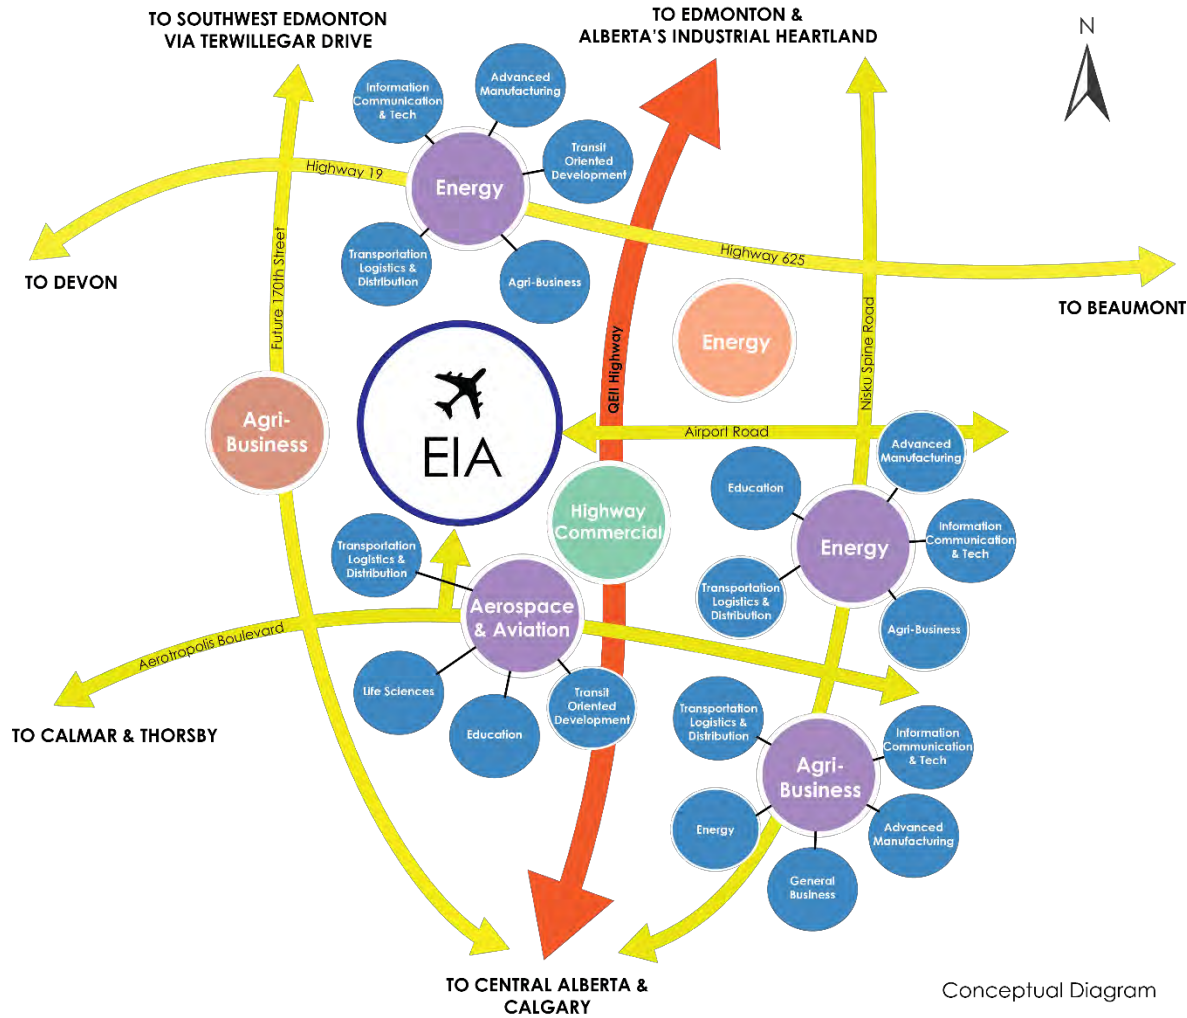 TO SOUTHWEST EDMONTON
VIA TERWILLEGAR DRIVE
TO EDMONTON &
ALBERTA'S INDUSTRIAL HEARTLAND
N
Information
Communication
& Tech
Advanced
Manufacturing
Transit
Oriented
Development
Highway 19
Energy
Transportation
Logistics &
Distribution
Agri-Business
Highway 625
TO DEVON
TO BEAUMONT
Future 170th Street
QEII Highway
Nisku Spine Road
Energy
Agri-
Business
EIA
Airport Road
Advanced
Manufacturing
Education
Highway
Commercial
Energy
Information
Communication
& Tech
Transportation
Logistics &
Distribution
Agri-Business
Transportation
Logistics &
Distribution
Aerospace
& Aviation
Aerotropolis Boulevard
Life Sciences
Education
Transit
Oriented
Development
TO CALMAR & THORSBY
Transportation
Logistics &
Distribution
Information
Communication
& Tech
Agri-
Business
Energy
Advanced
Manufacturing
General
Business
TO CENTRAL ALBERTA &
CALGARY
Conceptual Diagram